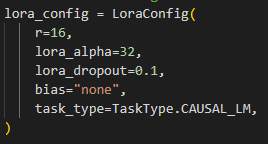 lora_config = LoraConfig(
    r=16,
    lora_alpha=32,
    lora_dropout=0.1,
    bias="none",
    task_type=TaskType.CAUSAL_LM,
)